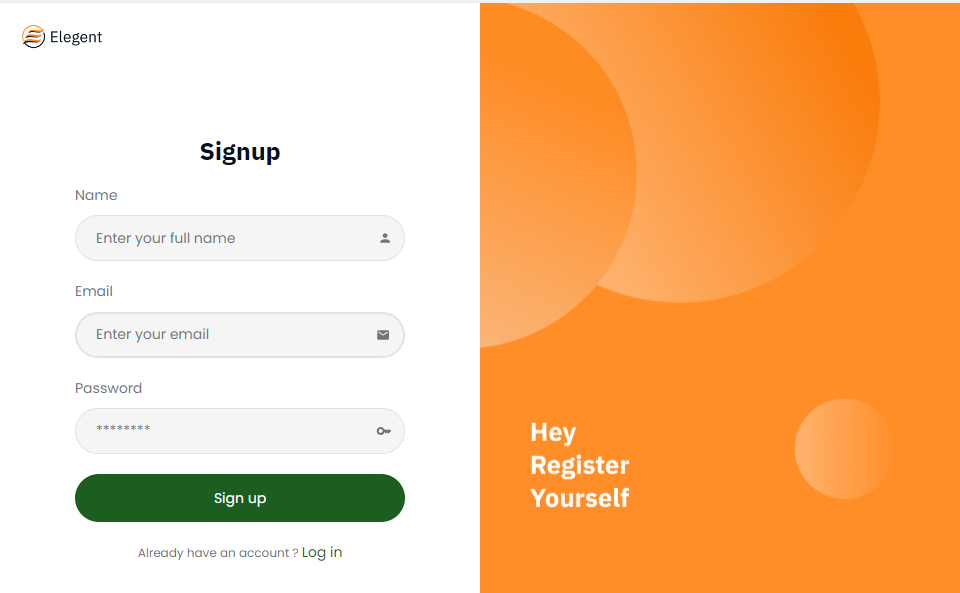 Elegent
Signup
Name
Enter your full name
Email
Enter your email
Password
********
Sign up
Already have an account ? Log in
Hey
Register
Yourself